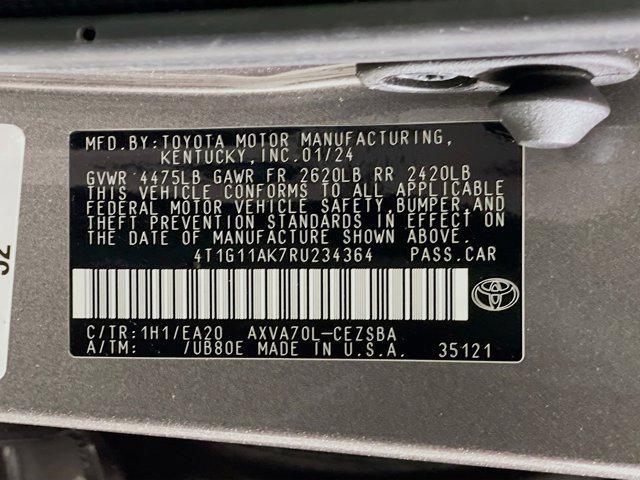 MFD.BY:TOYOTA MOTOR MANUFACTURING,
KENTUCKY,INC.01/24
GVWR 4475LB GAWR FR 2620LB RR 2420LB
THIS VEHICLE CONFORMS TO ALL APPLICABLE
FEDERAL MOTOR VEHICLE SAFETY,BUMPER,AND
THEFT PREVENTION STANDARDS IN EFFECT ON
THE DATE OF MANUFACTURE SHOWN ABOVE.
4T1G11AK7RU234364 PASS.CAR
C/TR:1H1/EA20 AXVA70L-CEZSBA
A/TM: /UB80E MADE IN U.S.A. 35121